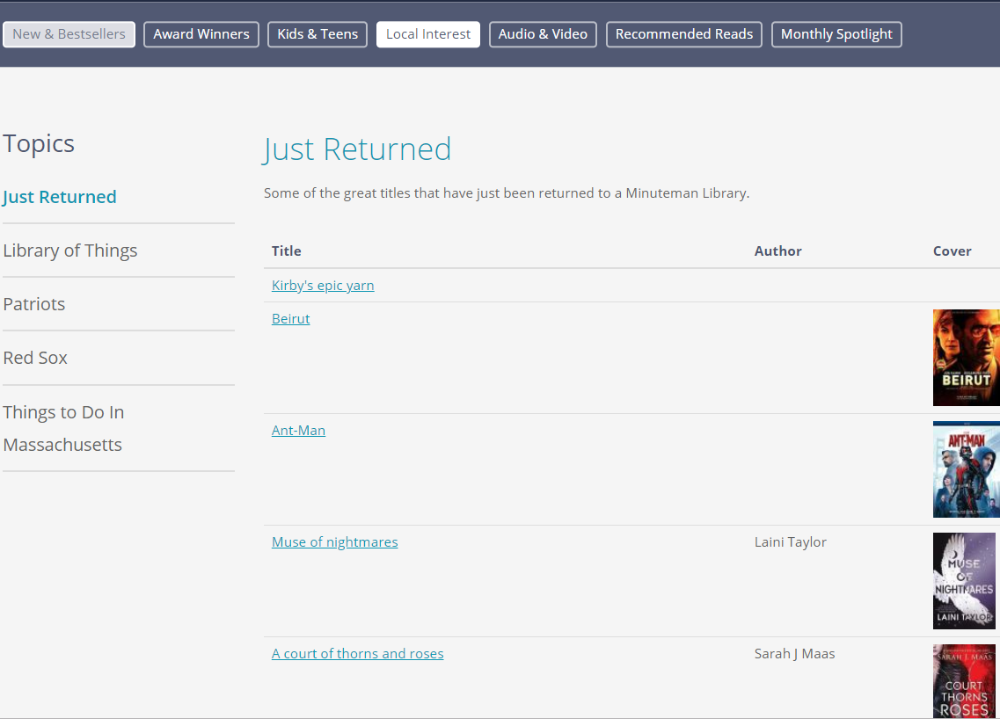 New & Bestsellers Award Winners Kids & Teens Local Interest Audio & Video Recommended Reads Monthly Spotlight
Topics
Just Returned
Library of Things
Patriots
Red Sox
Things to Do In
Massachusetts
Just Returned
Some of the great titles that have just been returned to a Minuteman Library.
Title Author Cover
Kirby's epic yarn
Beirut
BEIRUT
Ant-Man
ANT-MAN
Muse of nightmares Laini Taylor
MUSE
OF
NIGHTMARES
LAINI TAYLOR
A court of thorns and roses Sarah J Maas
SARAH J. MAAS
COURT
THORNS
ROSES